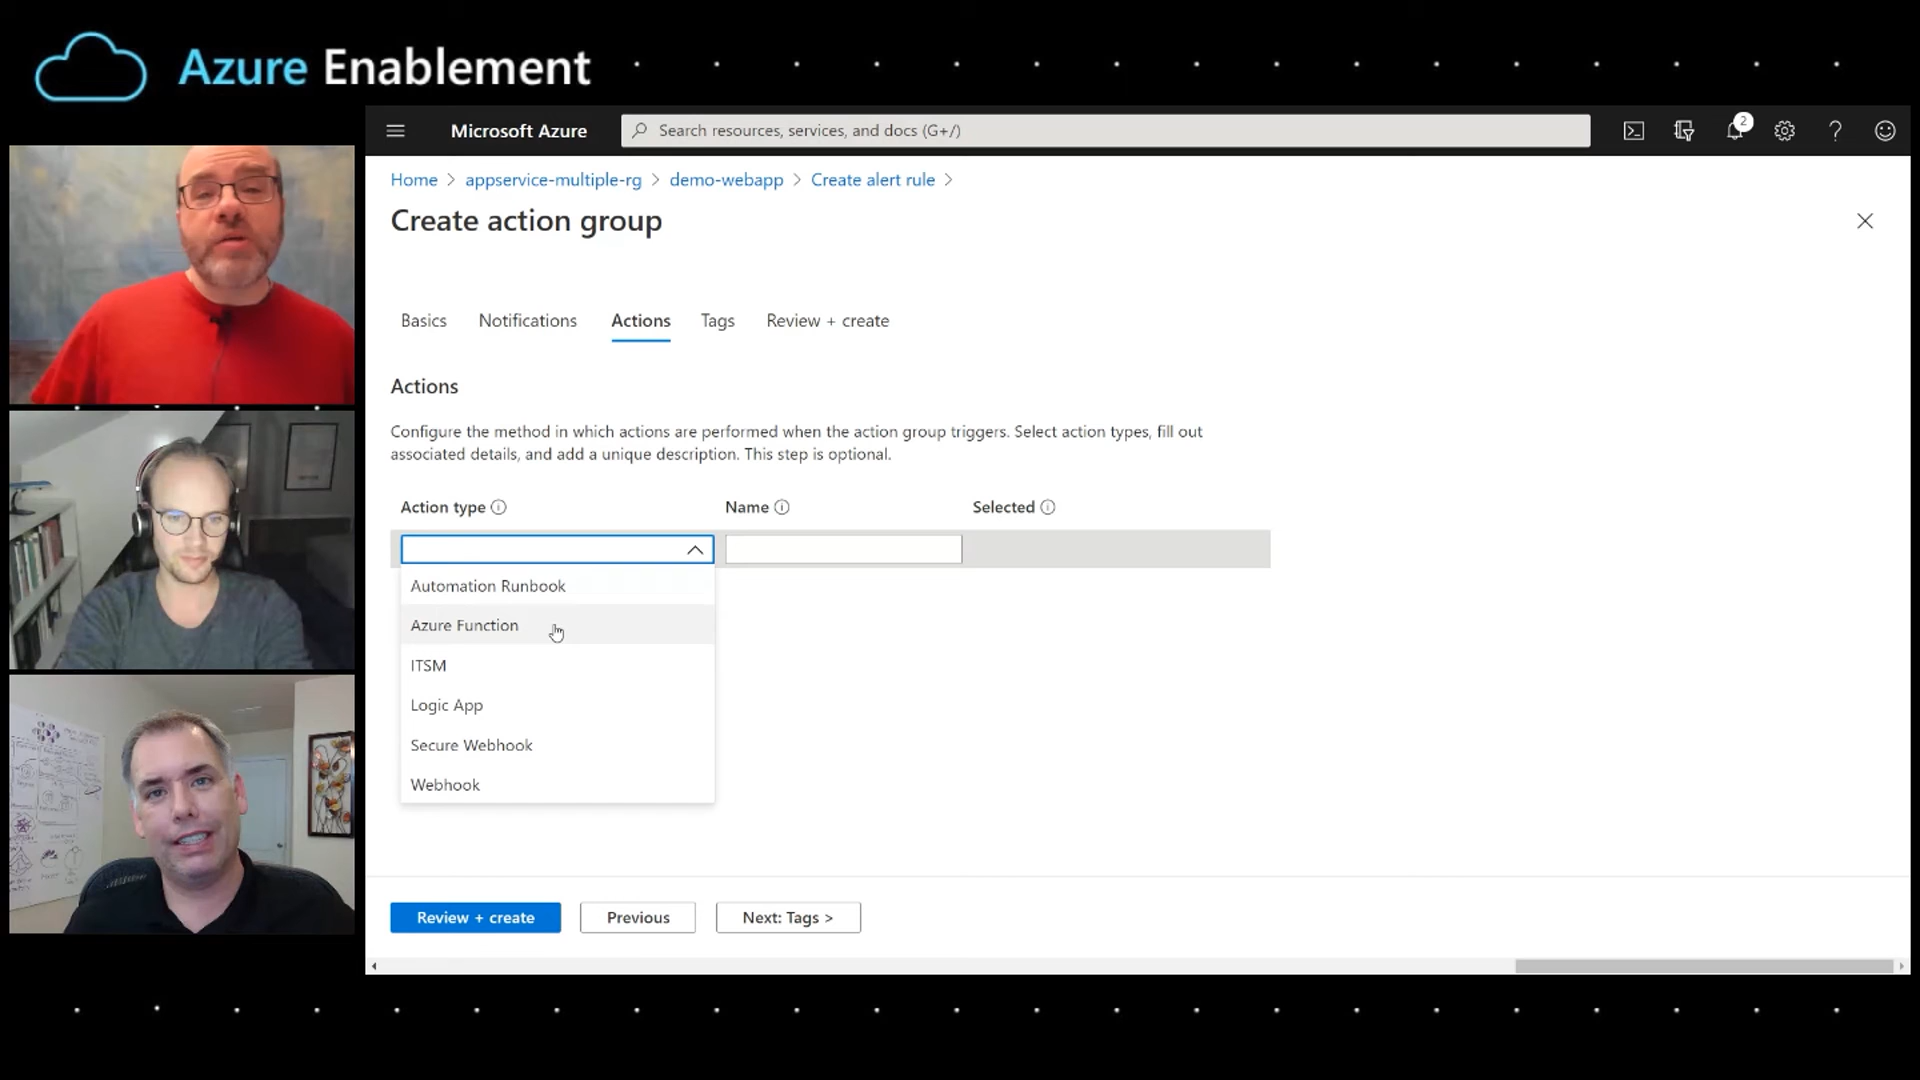 Azure Enablement
Microsoft Azure
Search resources, services, and docs (G+/)
2
Home > appservice-multiple-rg > demo-webapp > Create alert rule >
Create action group
Basics
Notifications
Actions
Tags
Review + create
Actions
Configure the method in which actions are performed when the action group triggers. Select action types, fill out
associated details, and add a unique description. This step is optional.
Action type
Name
Selected
Automation Runbook
Azure Function
ITSM
Logic App
Secure Webhook
Webhook
Review + create
Previous
Next: Tags >